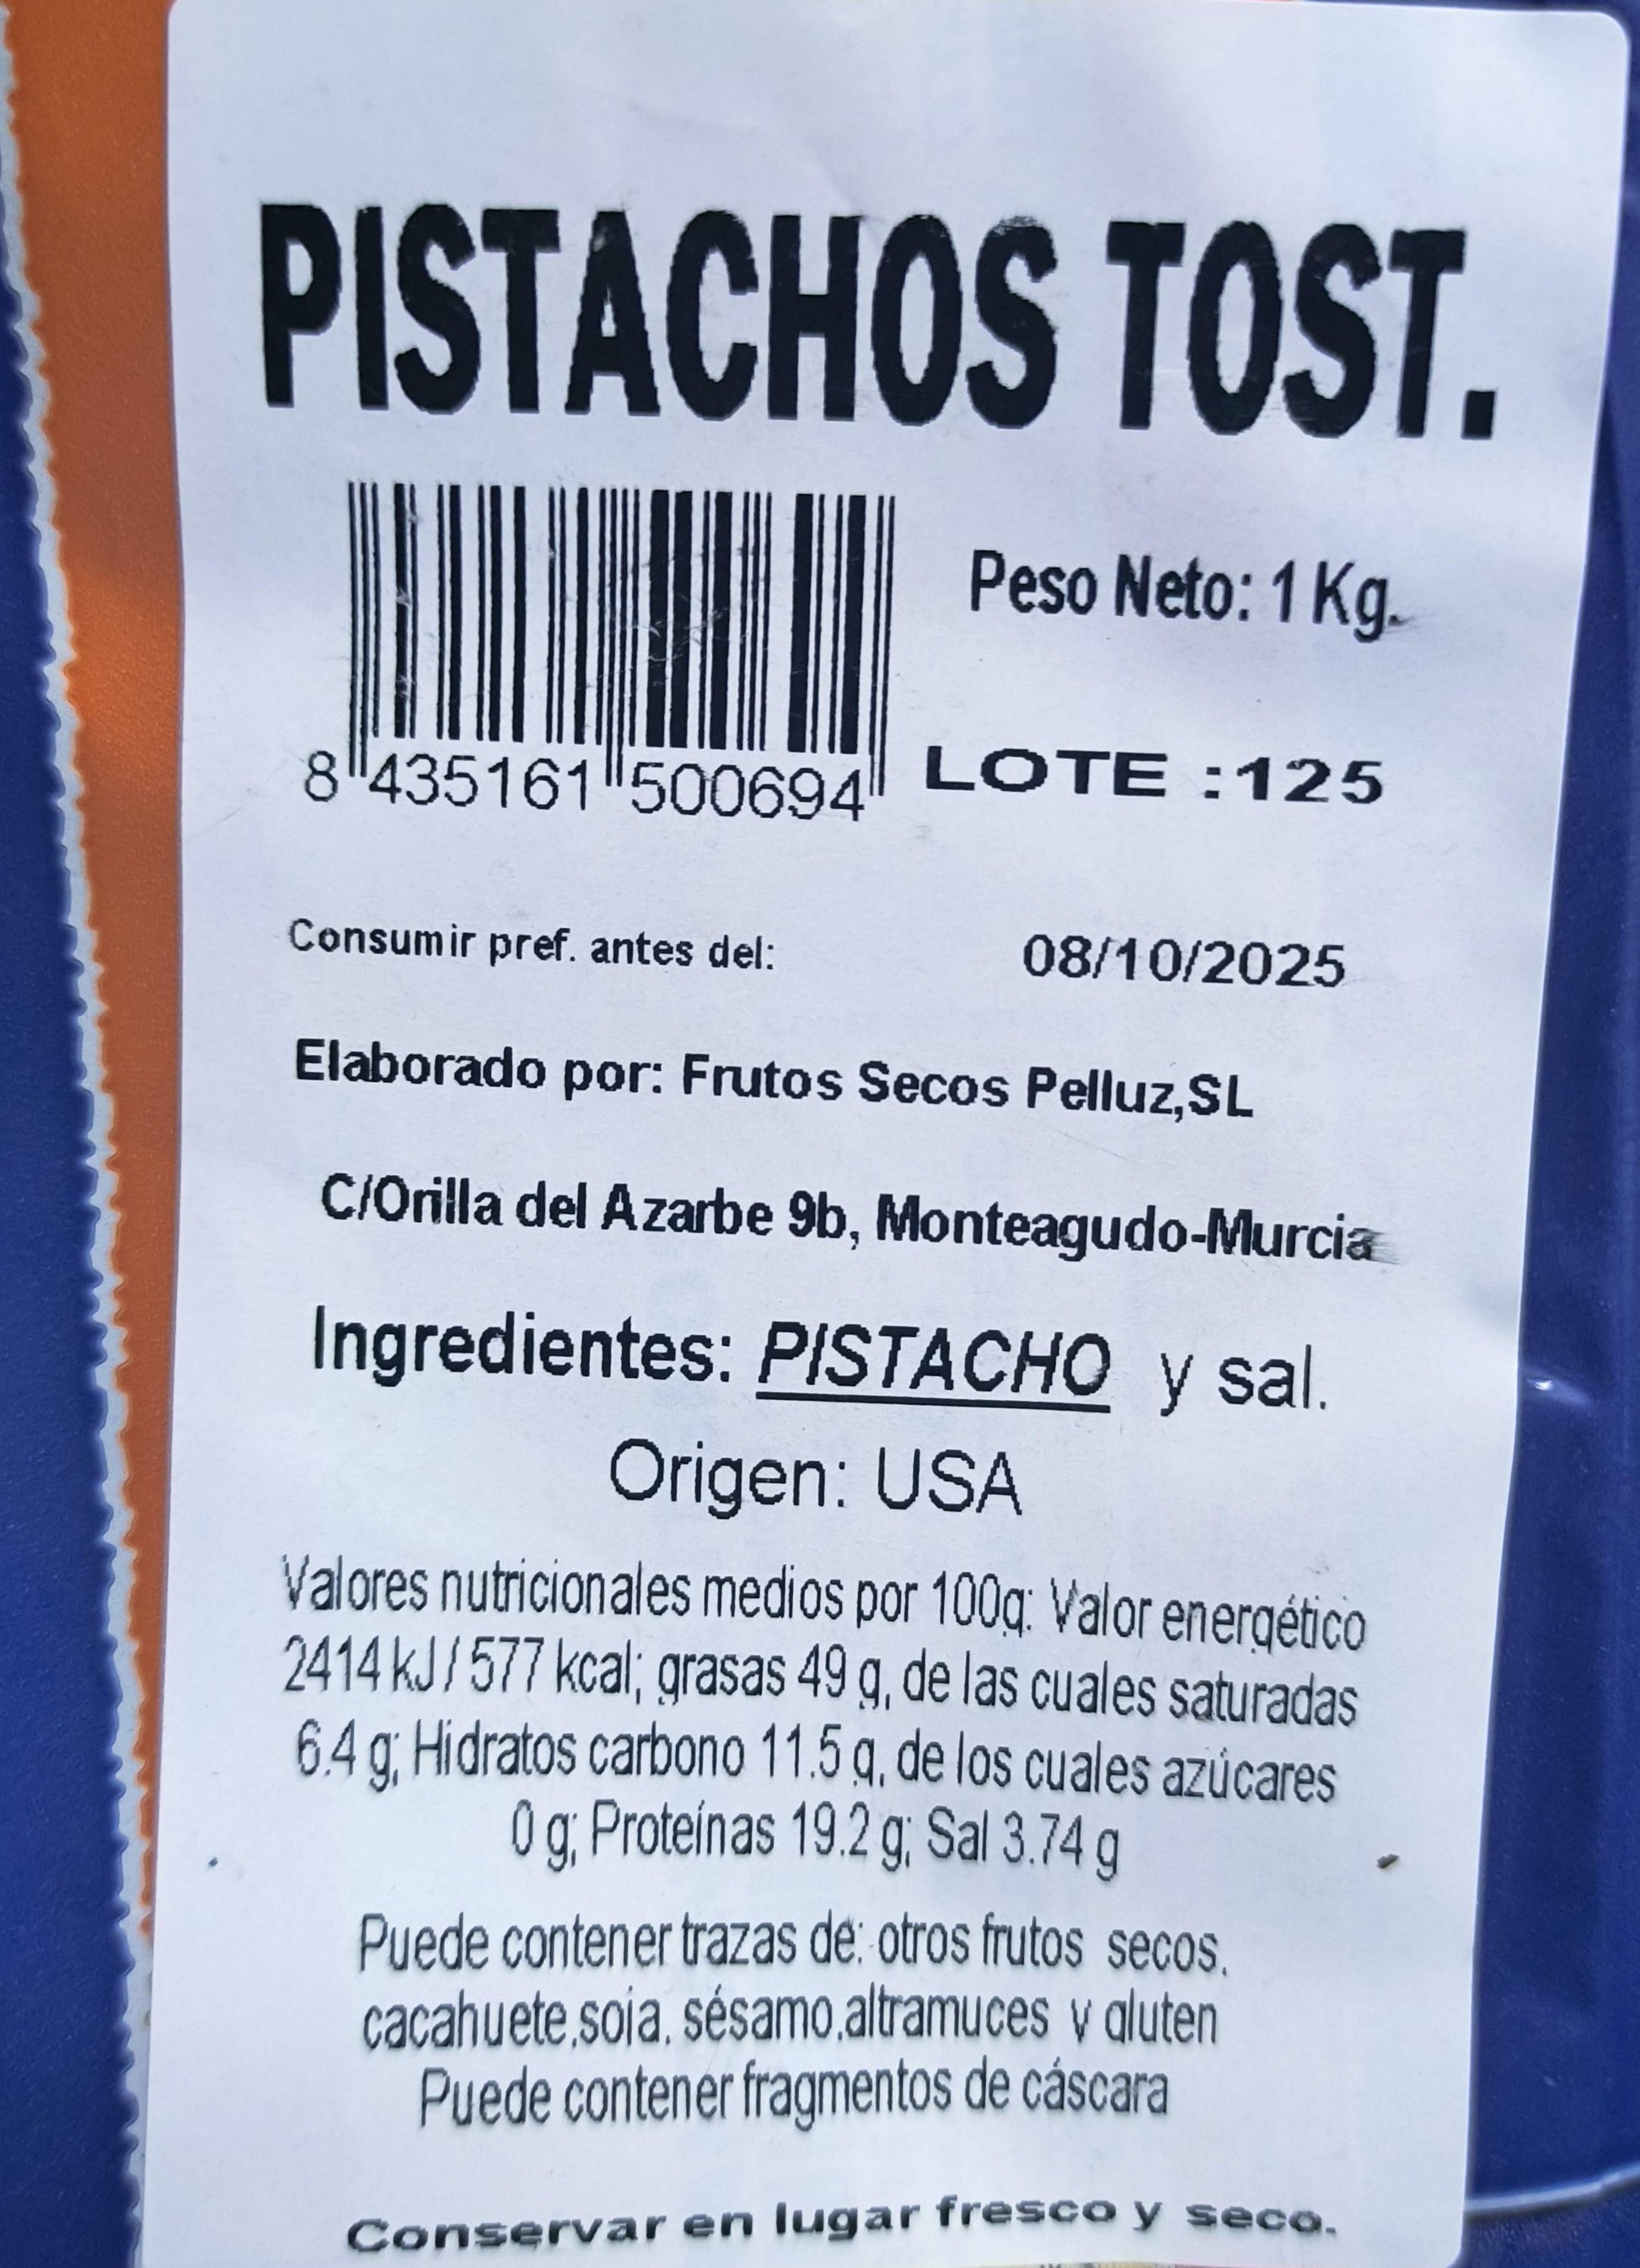 PISTACHOS TOST.
Peso Neto: 1 Kg.
8 435161 500694
LOTE :125
Consumir pref. antes del: 08/10/2025
Elaborado por: Frutos Secos Pelluz,SL
C/Orilla del Azarbe 9b, Monteagudo-Murcia
Ingredientes: PISTACHO y sal.
Origen: USA
Valores nutricionales medios por 100g: Valor energético
2414 kJ / 577 kcal; grasas 49 g, de las cuales saturadas
6.4 g; Hidratos carbono 11.5 g, de los cuales azúcares
0 g; Proteínas 19.2 g; Sal 3.74 g
Puede contener trazas de: otros frutos secos,
cacahuete,soja, sésamo,altramuces y gluten
Puede contener fragmentos de cáscara
Conservar en lugar fresco y seco.